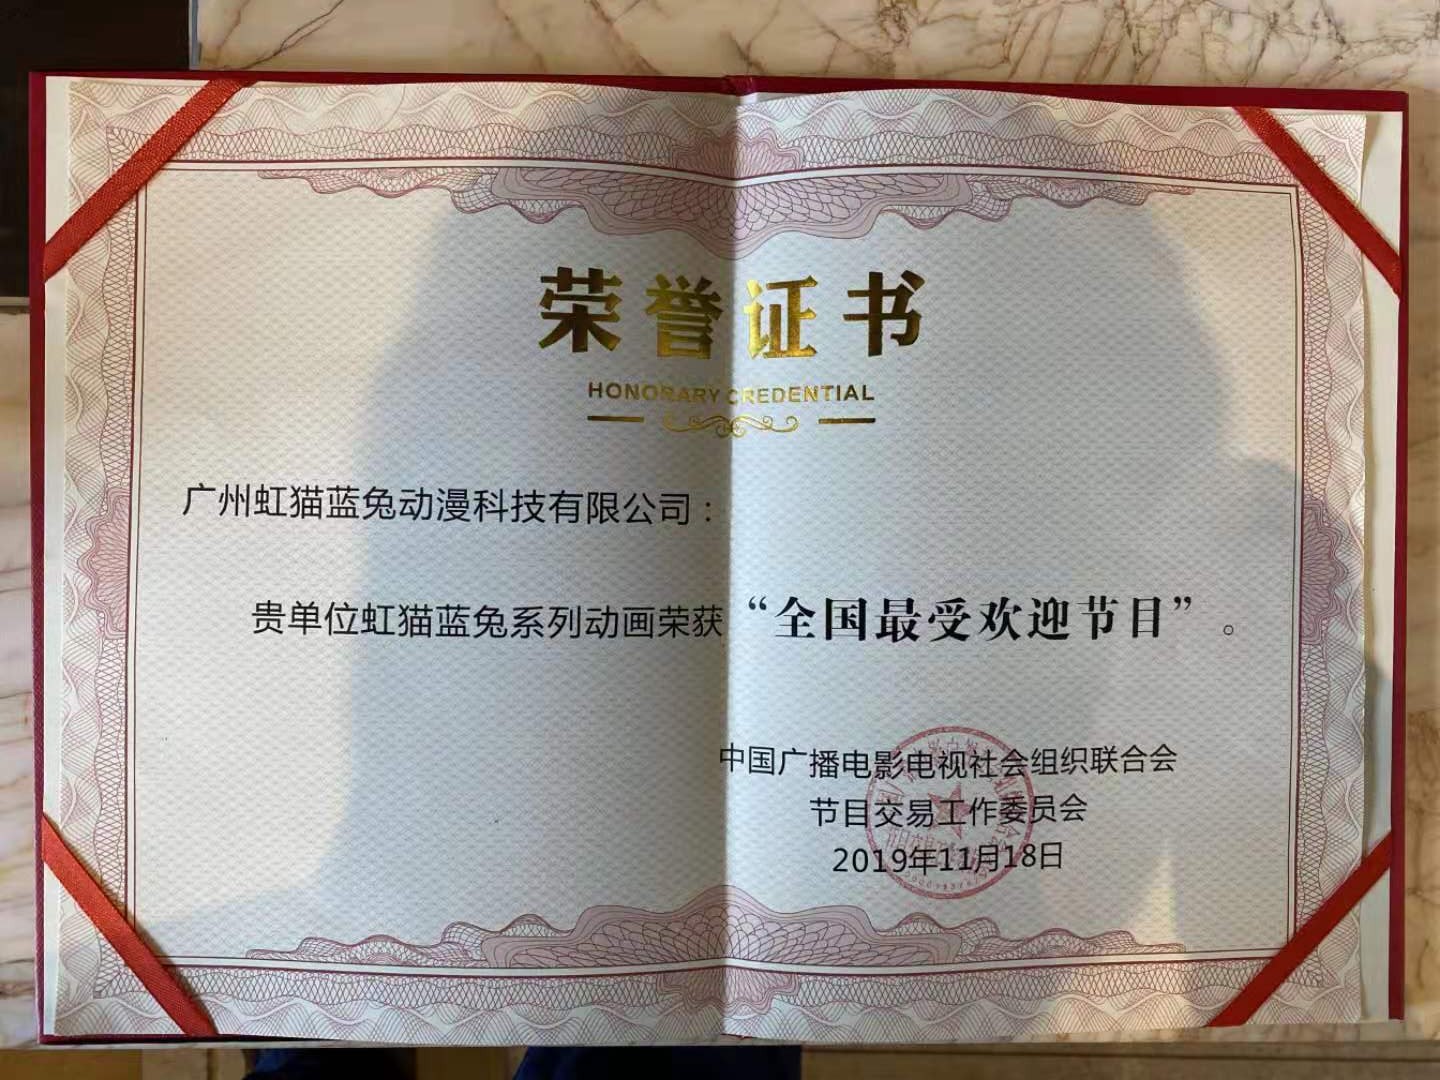 荣誉证书
HONORARY CREDENTIAL
广州虹猫蓝兔动漫科技有限公司：
贵单位虹猫蓝兔系列动画荣获“全国最受欢迎节目”。
中国广播电影电视社会组织联合会
节目交易工作委员会
2019年11月18日